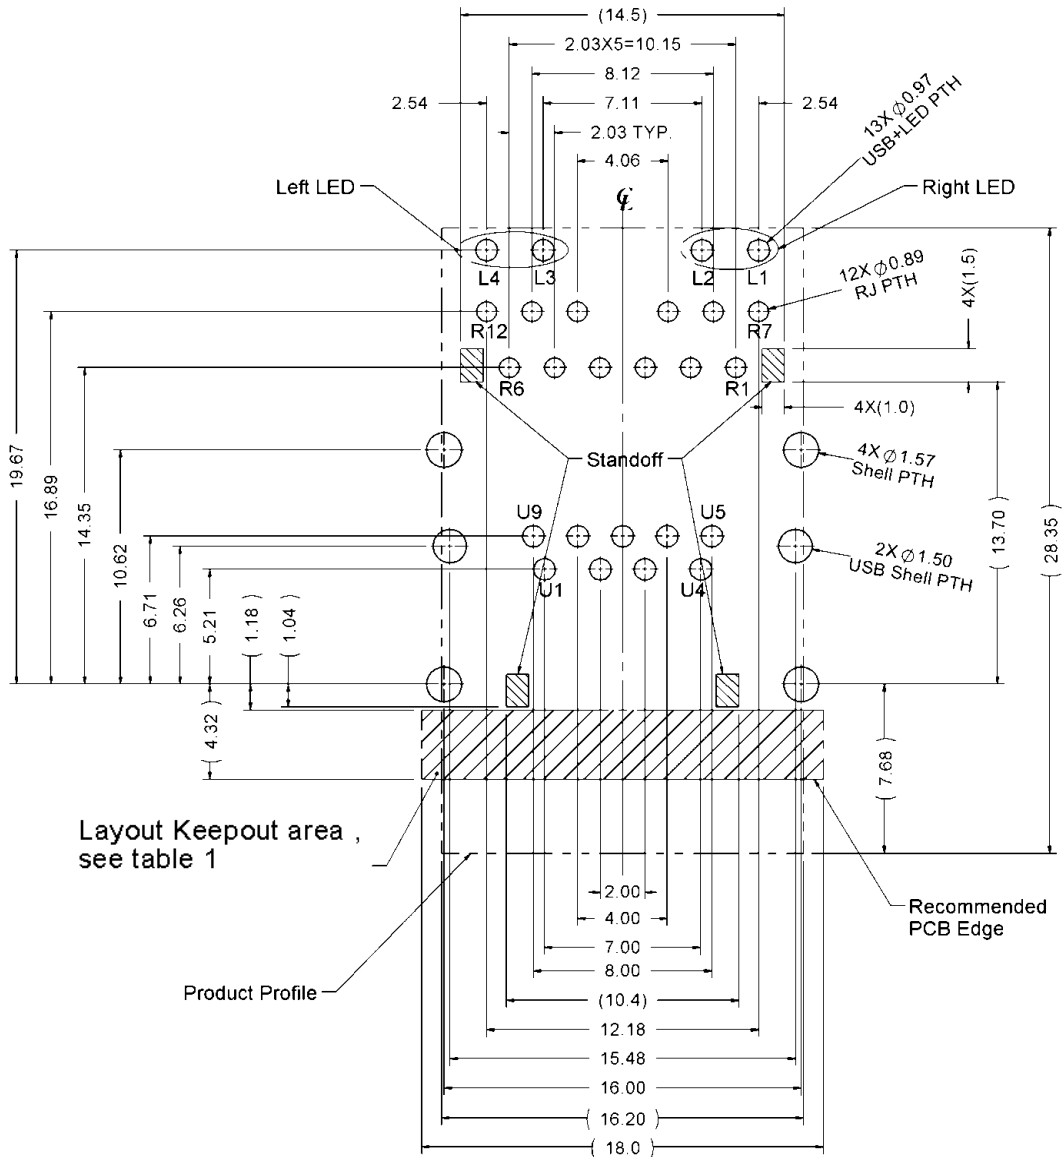 (14.5)
2.03X5=10.15
8.12
2.54
7.11
2.54
2.03 TYP.
4.06
13X ⌀0.97
USB+LED PTH
Left LED
℄
Right LED
L4
L3
L2
L1
12X ⌀0.89
RJ PTH
4X(1.5)
R12
R7
R6
R1
4X(1.0)
Standoff
4X ⌀1.57
Shell PTH
U9
U5
2X ⌀1.50
USB Shell PTH
U1
U4
19.67
16.89
14.35
10.62
6.71
6.26
5.21
( 1.18 )
( 1.04 )
( 4.32 )
( 13.70 )
( 28.35 )
( 7.68 )
Layout Keepout area ,
see table 1
2.00
4.00
7.00
8.00
(10.4)
12.18
15.48
16.00
( 16.20 )
( 18.0 )
Recommended
PCB Edge
Product Profile